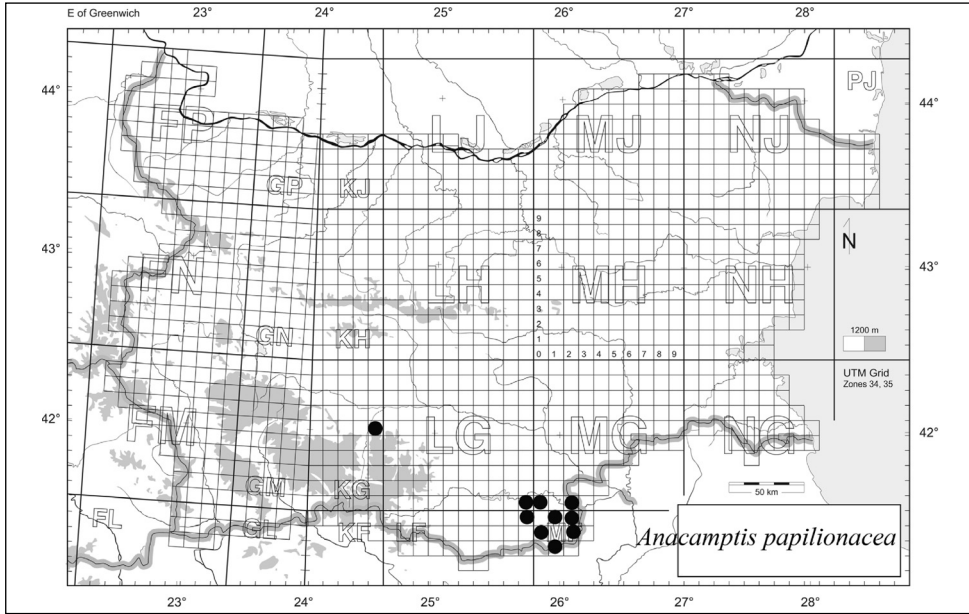 E of Greenwich
23° 24° 25° 26° 27° 28°
44° 44°
PJ
FP
LJ MJ NJ
GP KJ
43° 43°
9
8
7
6
5
4
3
2
1
0 1 2 3 4 5 6 7 8 9
N
FN
LH MH NH
GN KH
1200 m
UTM Grid
Zones 34, 35
42° 42°
FM
LG MG NG
GM KG
50 km
FL GL KF LF
Anacamptis papilionacea
23° 24° 25° 26° 27° 28°